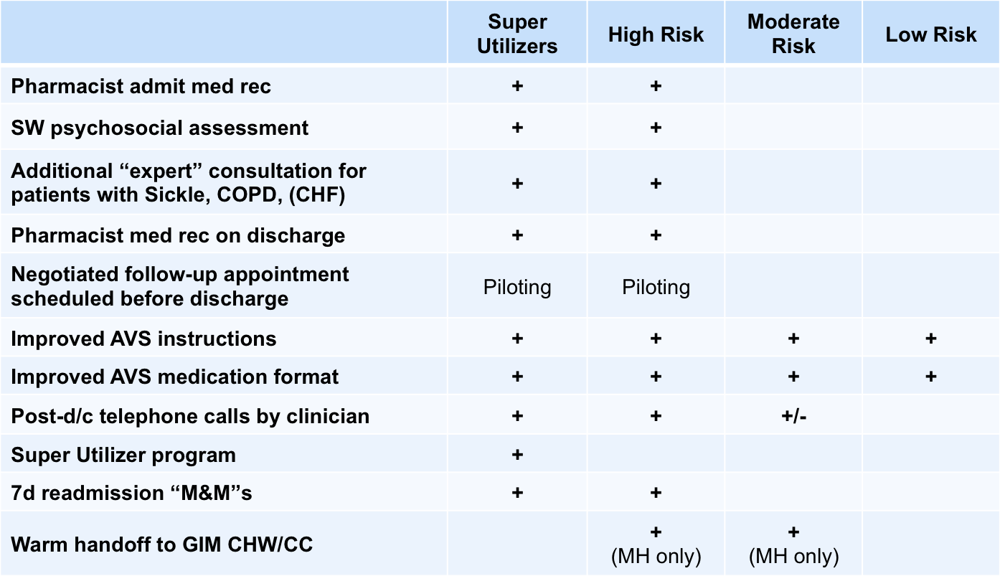 Super Utilizers High Risk Moderate Risk Low Risk
Pharmacist admit med rec + +
SW psychosocial assessment + +
Additional “expert” consultation for
patients with Sickle, COPD, (CHF) + +
Pharmacist med rec on discharge + +
Negotiated follow-up appointment
scheduled before discharge Piloting Piloting
Improved AVS instructions + + + +
Improved AVS medication format + + + +
Post-d/c telephone calls by clinician + + +/-
Super Utilizer program +
7d readmission “M&M”s + +
Warm handoff to GIM CHW/CC + +
(MH only) (MH only)